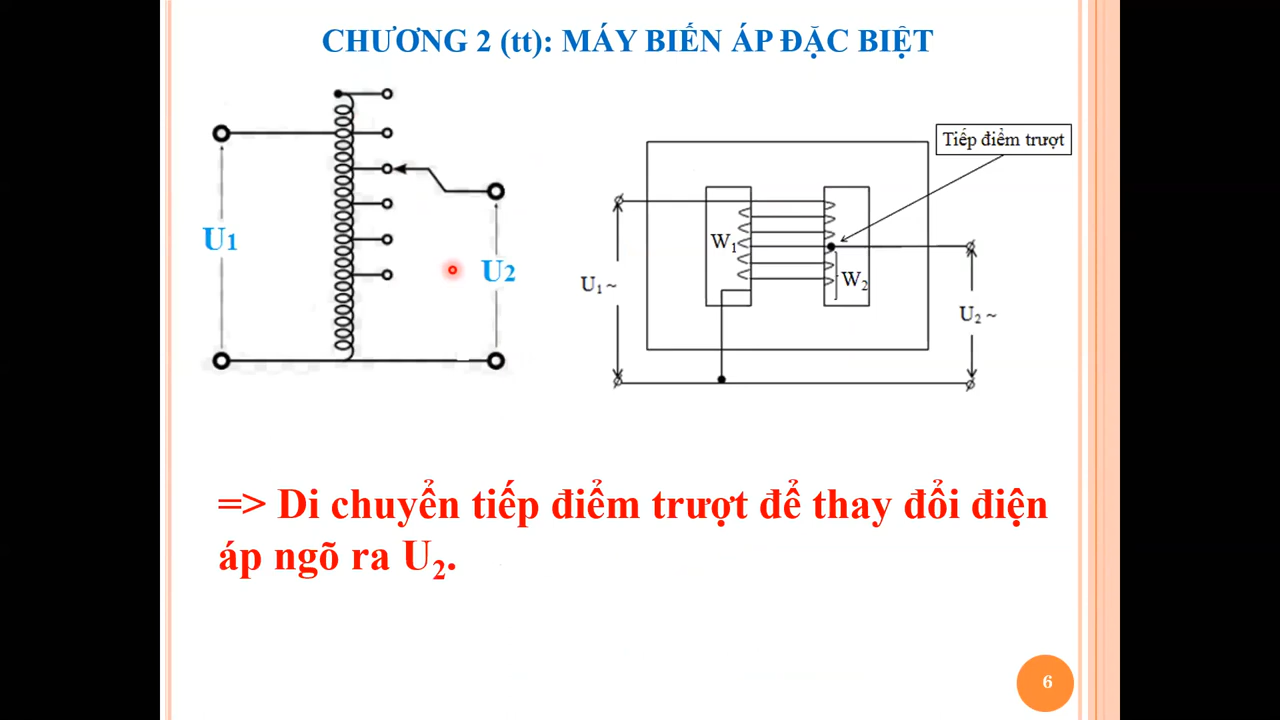 CHƯƠNG 2 (tt): MÁY BIẾN ÁP ĐẶC BIỆT
U1
U2
Tiếp điểm trượt
W1
W2
U1 ~
U2 ~
=> Di chuyển tiếp điểm trượt để thay đổi điện
áp ngõ ra U2.
6